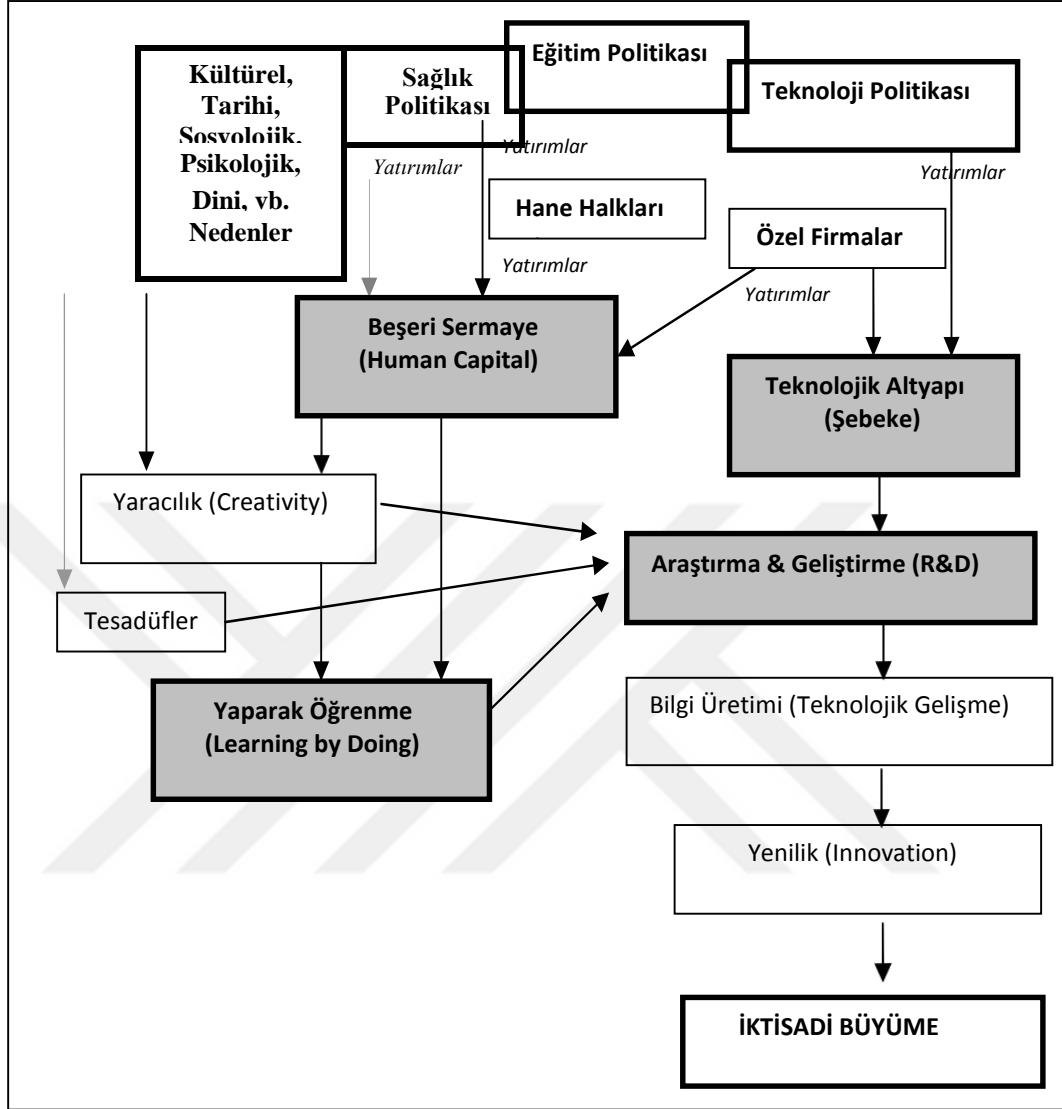 Kültürel,
Tarihi,
Sosyolojik,
Psikolojik,
Dini, vb.
Nedenler
Sağlık
Politikası
Eğitim Politikası
Teknoloji Politikası
Yatırımlar
Yatırımlar
Yatırımlar
Hane Halkları
Özel Firmalar
Yatırımlar
Yatırımlar
Beşeri Sermaye
(Human Capital)
Teknolojik Altyapı
(Şebeke)
Yaracılık (Creativity)
Araştırma & Geliştirme (R&D)
Tesadüfler
Yaparak Öğrenme
(Learning by Doing)
Bilgi Üretimi (Teknolojik Gelişme)
Yenilik (Innovation)
İKTİSADİ BÜYÜME